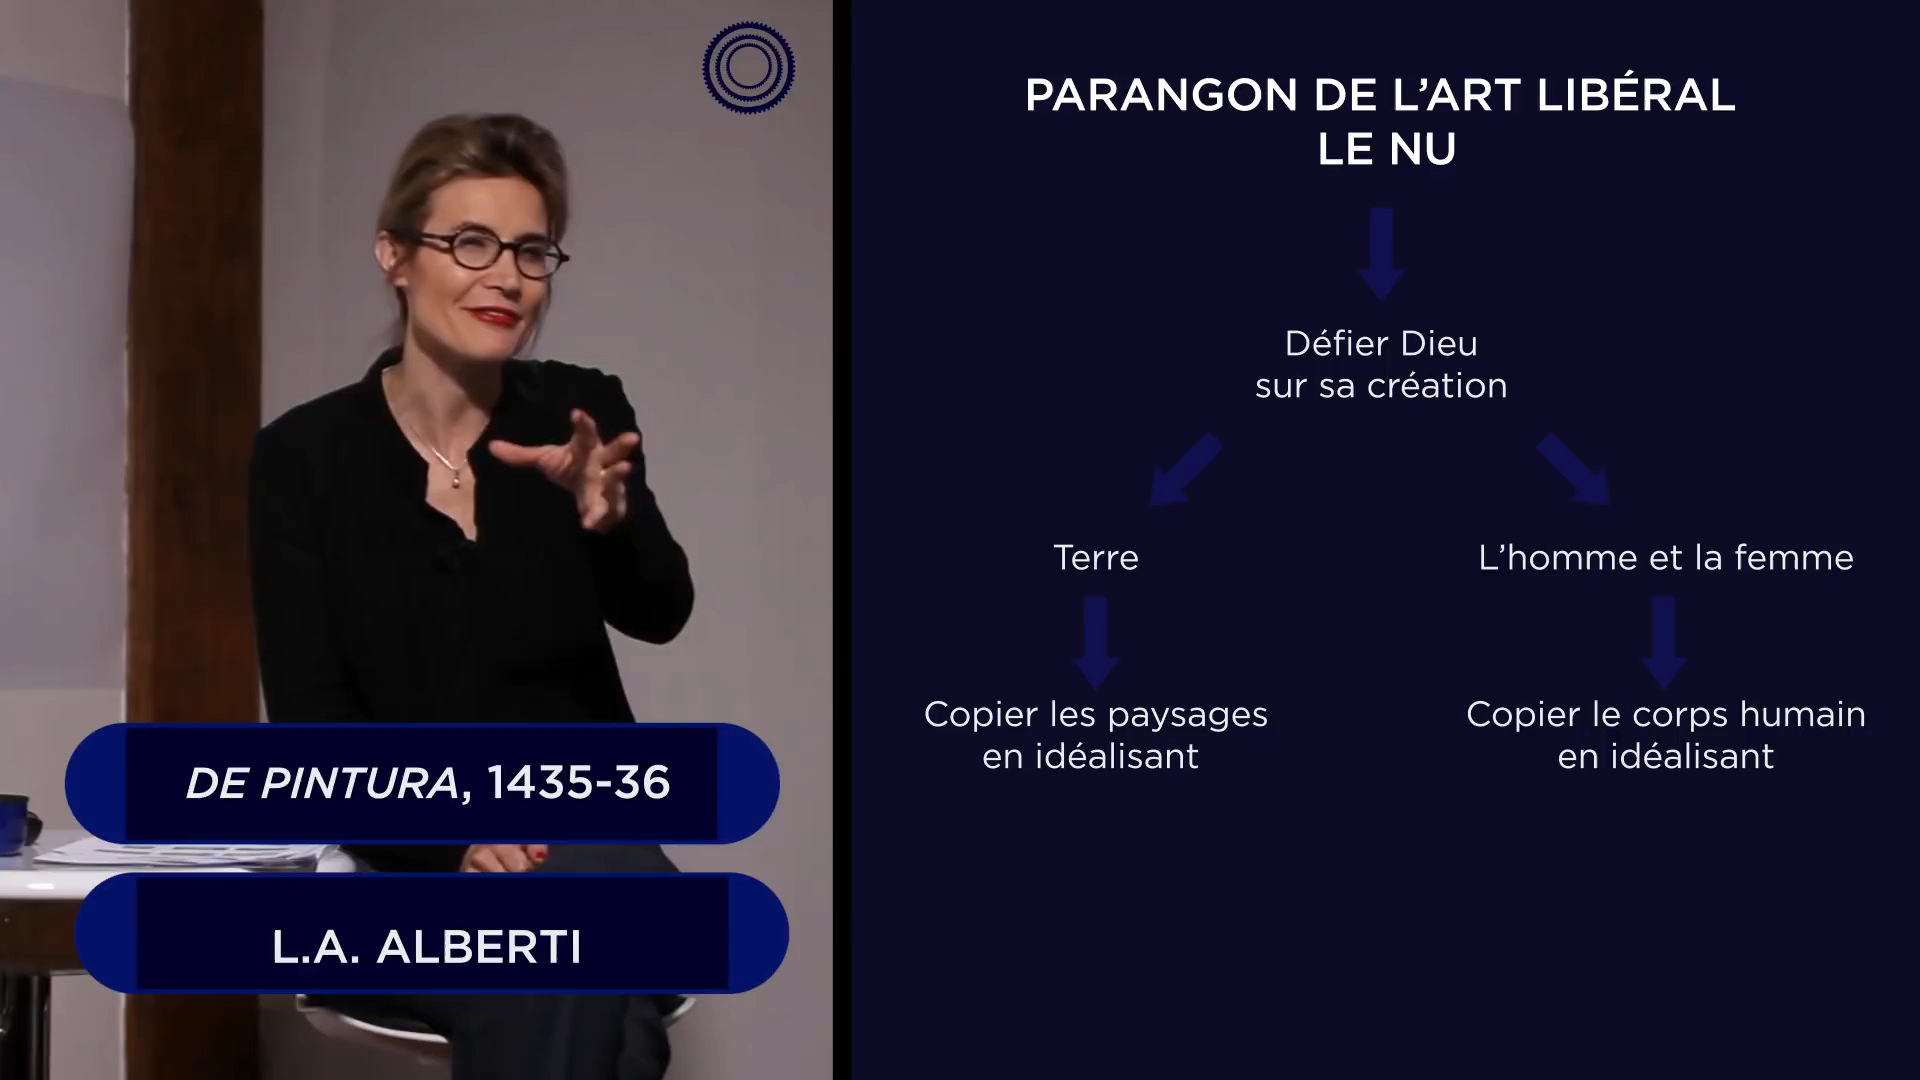 PARANGON DE L’ART LIBÉRAL
LE NU
Défier Dieu
sur sa création
Terre
L’homme et la femme
Copier les paysages
en idéalisant
Copier le corps humain
en idéalisant
DE PINTURA, 1435-36
L.A. ALBERTI